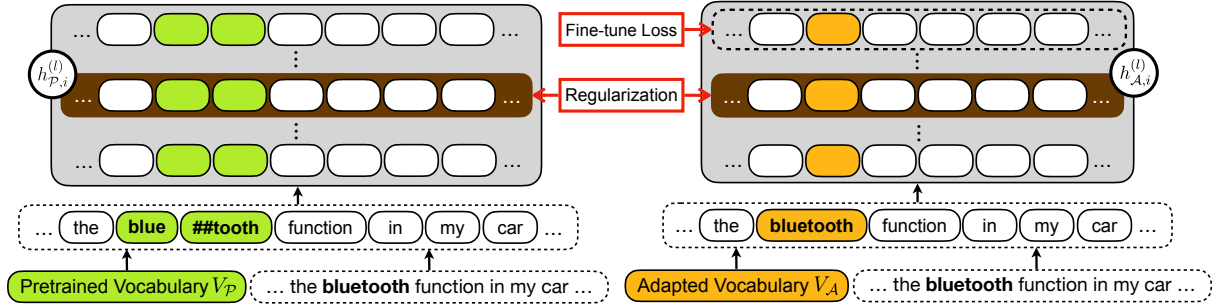 ... ...
Fine-tune Loss
... ...
⋮ ⋮
h_{P,i}^{(l)} h_{A,i}^{(l)}
... ...
Regularization
... ...
⋮ ⋮
... ...
... ...
... the blue ##tooth function in my car ...
... the bluetooth function in my car ...
Pretrained Vocabulary V_P
... the bluetooth function in my car ...
Adapted Vocabulary V_A
... the bluetooth function in my car ...